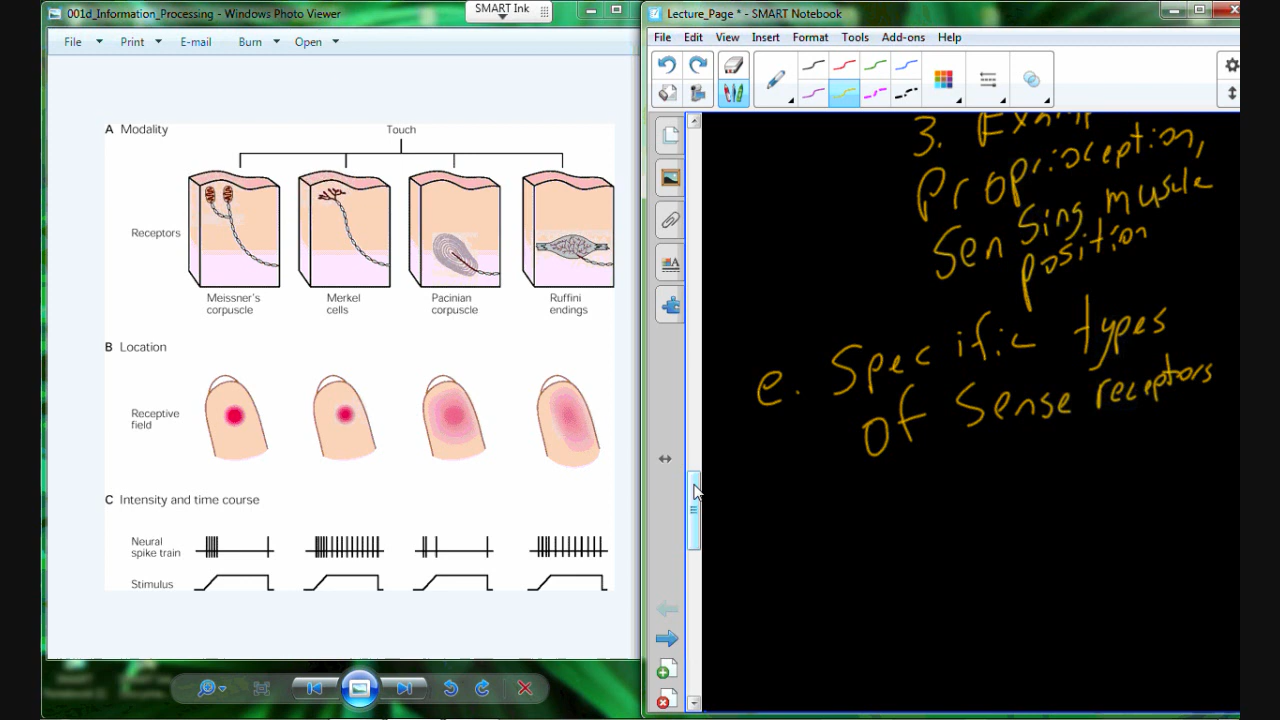 001d_Information_Processing - Windows Photo Viewer
SMART Ink
File Print E-mail Burn Open
A Modality
Touch
Receptors
Meissner's
corpuscle
Merkel
cells
Pacinian
corpuscle
Ruffini
endings
B Location
Receptive
field
C Intensity and time course
Neural
spike train
Stimulus
Lecture_Page * - SMART Notebook
File Edit View Insert Format Tools Add-ons Help
3. Examp
Proprioception,
Sensing muscle
position
e. Specific types
of Sense receptors